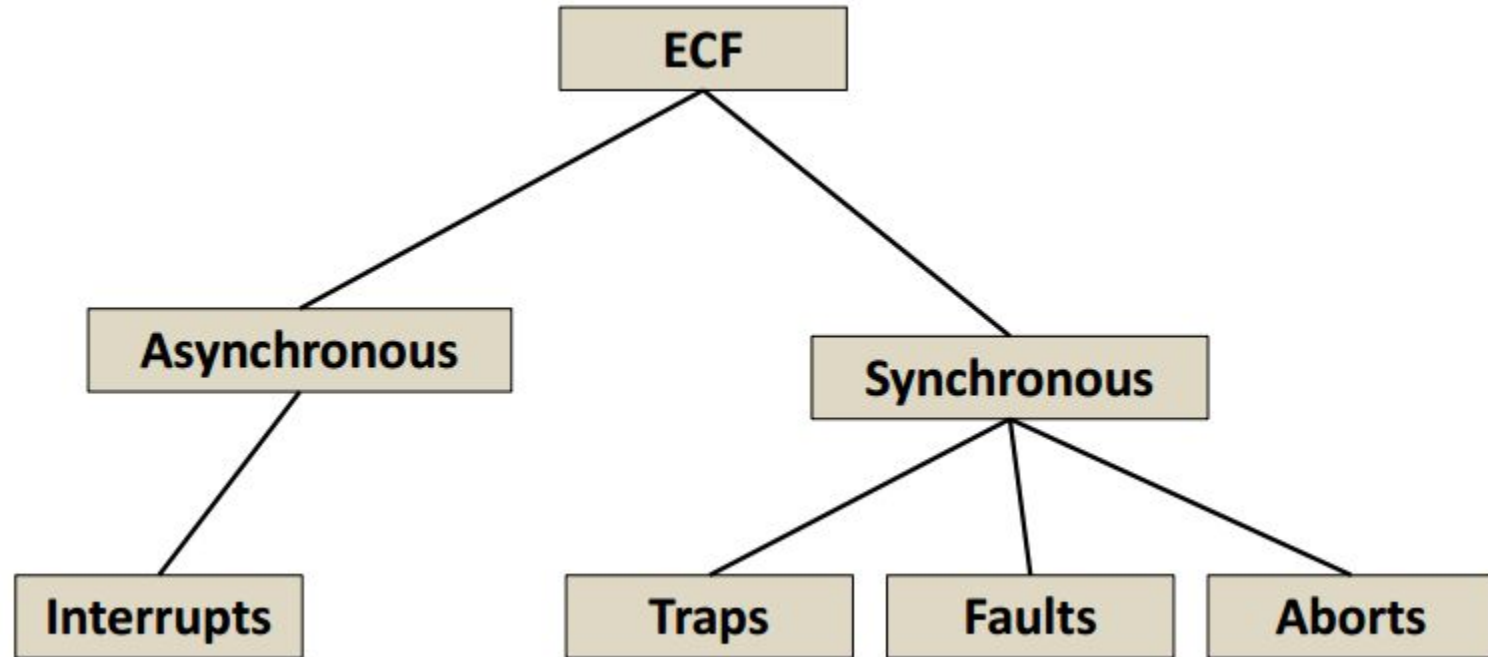 ECF
Asynchronous
Synchronous
Interrupts
Traps
Faults
Aborts